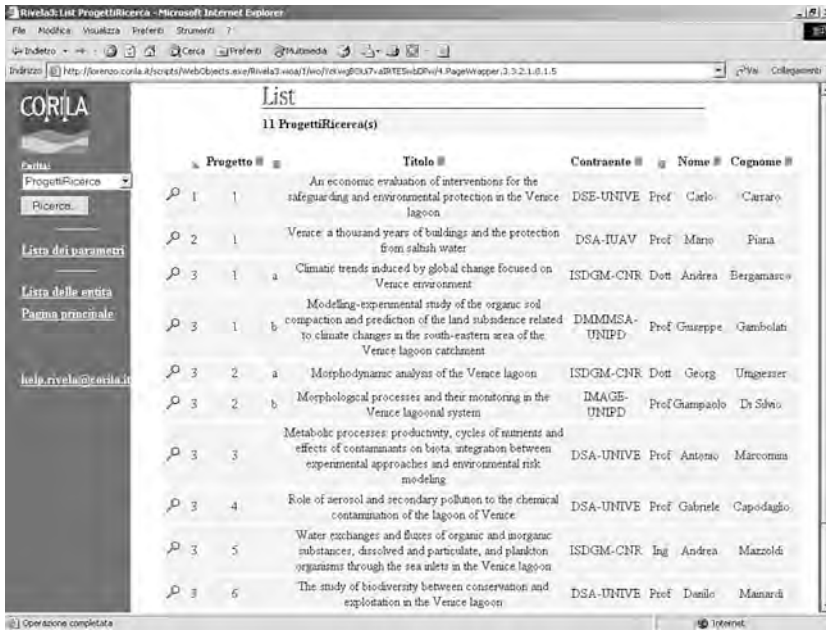 Rivela3: List ProgettiRicerca - Microsoft Internet Explorer
File Modifica Visualizza Preferiti Strumenti ?
Indietro Cerca Preferiti Multimedia
Indirizzo Vai Collegamenti
CORILA
List
11 ProgettiRicerca(s)
Entita:
ProgettiRicerca
Ricerca...
Lista dei parametri
Lista delle entita
Pagina principale
help.rivela@corila.it
Progetto Titolo Contraente Nome Cognome
1 1 An economic evaluation of interventions for the
safeguarding and environmental protection in the Venice
lagoon
DSE-UNIVE Prof Carlo Carraro
2 1 Venice: a thousand years of buildings and the protection
from saltish water
DSA-IUAV Prof Mario Piana
3 1 a Climatic trends induced by global change focused on
Venice environment
ISDGM-CNR Dott Andrea Bergamasco
3 1 b Modelling-experimental study of the organic soil
compaction and prediction of the land subsidence related
to climate changes in the south-eastern area of the
Venice lagoon catchment
DMMMSA-
UNIPD
Prof Giuseppe Gambolati
3 2 a Morphodynamic analysis of the Venice lagoon ISDGM-CNR Dott Georg Umgiesser
3 2 b Morphological processes and their monitoring in the
Venice lagoonal system
IMAGE-
UNIPD
Prof Giampaolo Di Silvio
3 3 Metabolic processes: productivity, cycles of nutrients and
effects of contaminants on biota, integration between
experimental approaches and environmental risk
modeling
DSA-UNIVE Prof Antonio Marcomini
3 4 Role of aerosol and secondary pollution to the chemical
contamination of the lagoon of Venice
DSA-UNIVE Prof Gabriele Capodaglio
3 5 Water exchanges and fluxes of organic and inorganic
substances, dissolved and particulate, and plankton
organisms through the sea inlets in the Venice lagoon
ISDGM-CNR Ing Andrea Mazzoldi
3 6 The study of biodiversity between conservation and
exploitation in the Venice lagoon
DSA-UNIVE Prof Danilo Mainardi
Operazione completata
Internet